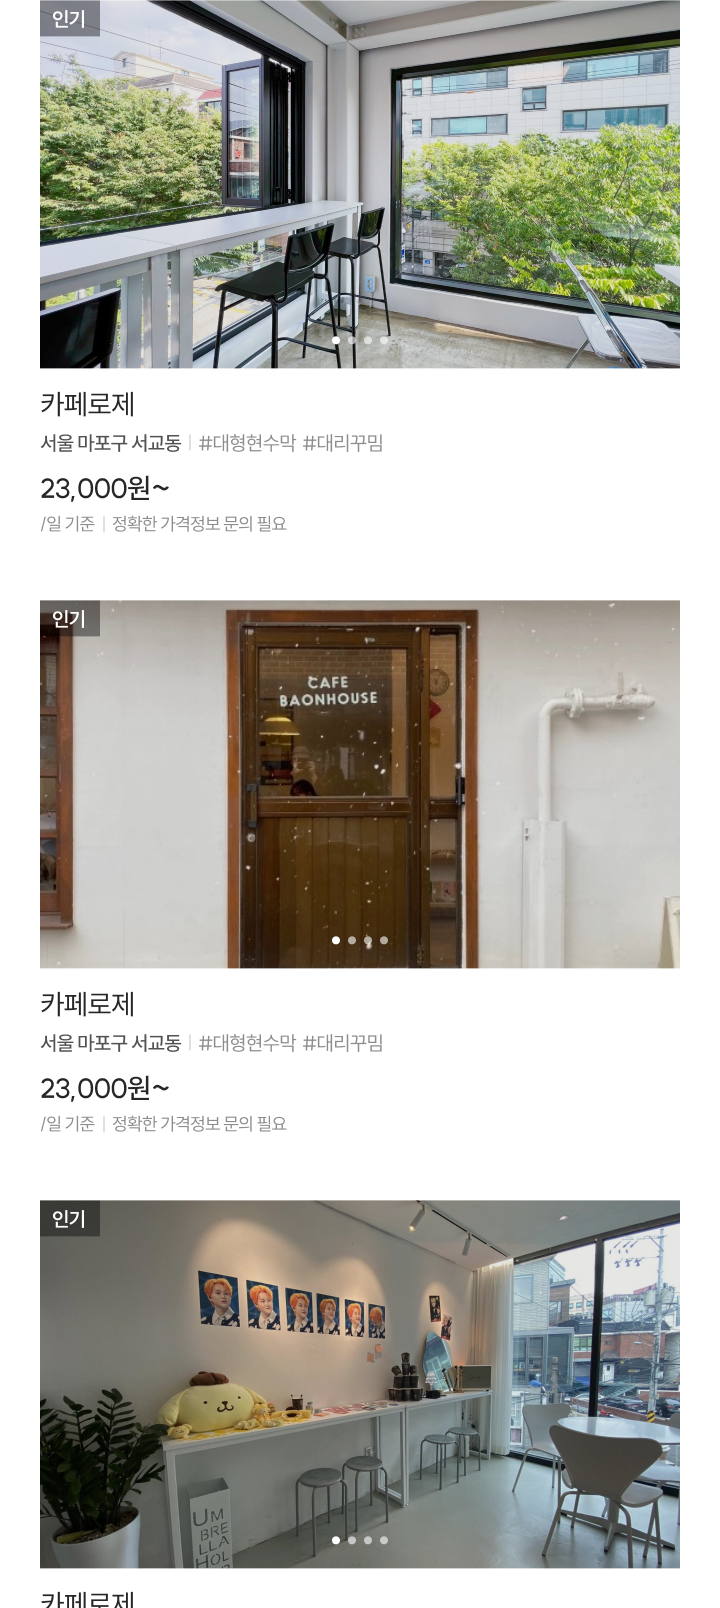 인기
카페로제
서울 마포구 서교동 | #대형현수막 #대리꾸밈
23,000원~
/일 기준 | 정확한 가격정보 문의 필요
인기
CAFE
BAONHOUSE
카페로제
서울 마포구 서교동 | #대형현수막 #대리꾸밈
23,000원~
/일 기준 | 정확한 가격정보 문의 필요
인기
UM
BRE
LLA
HOL
카페로제